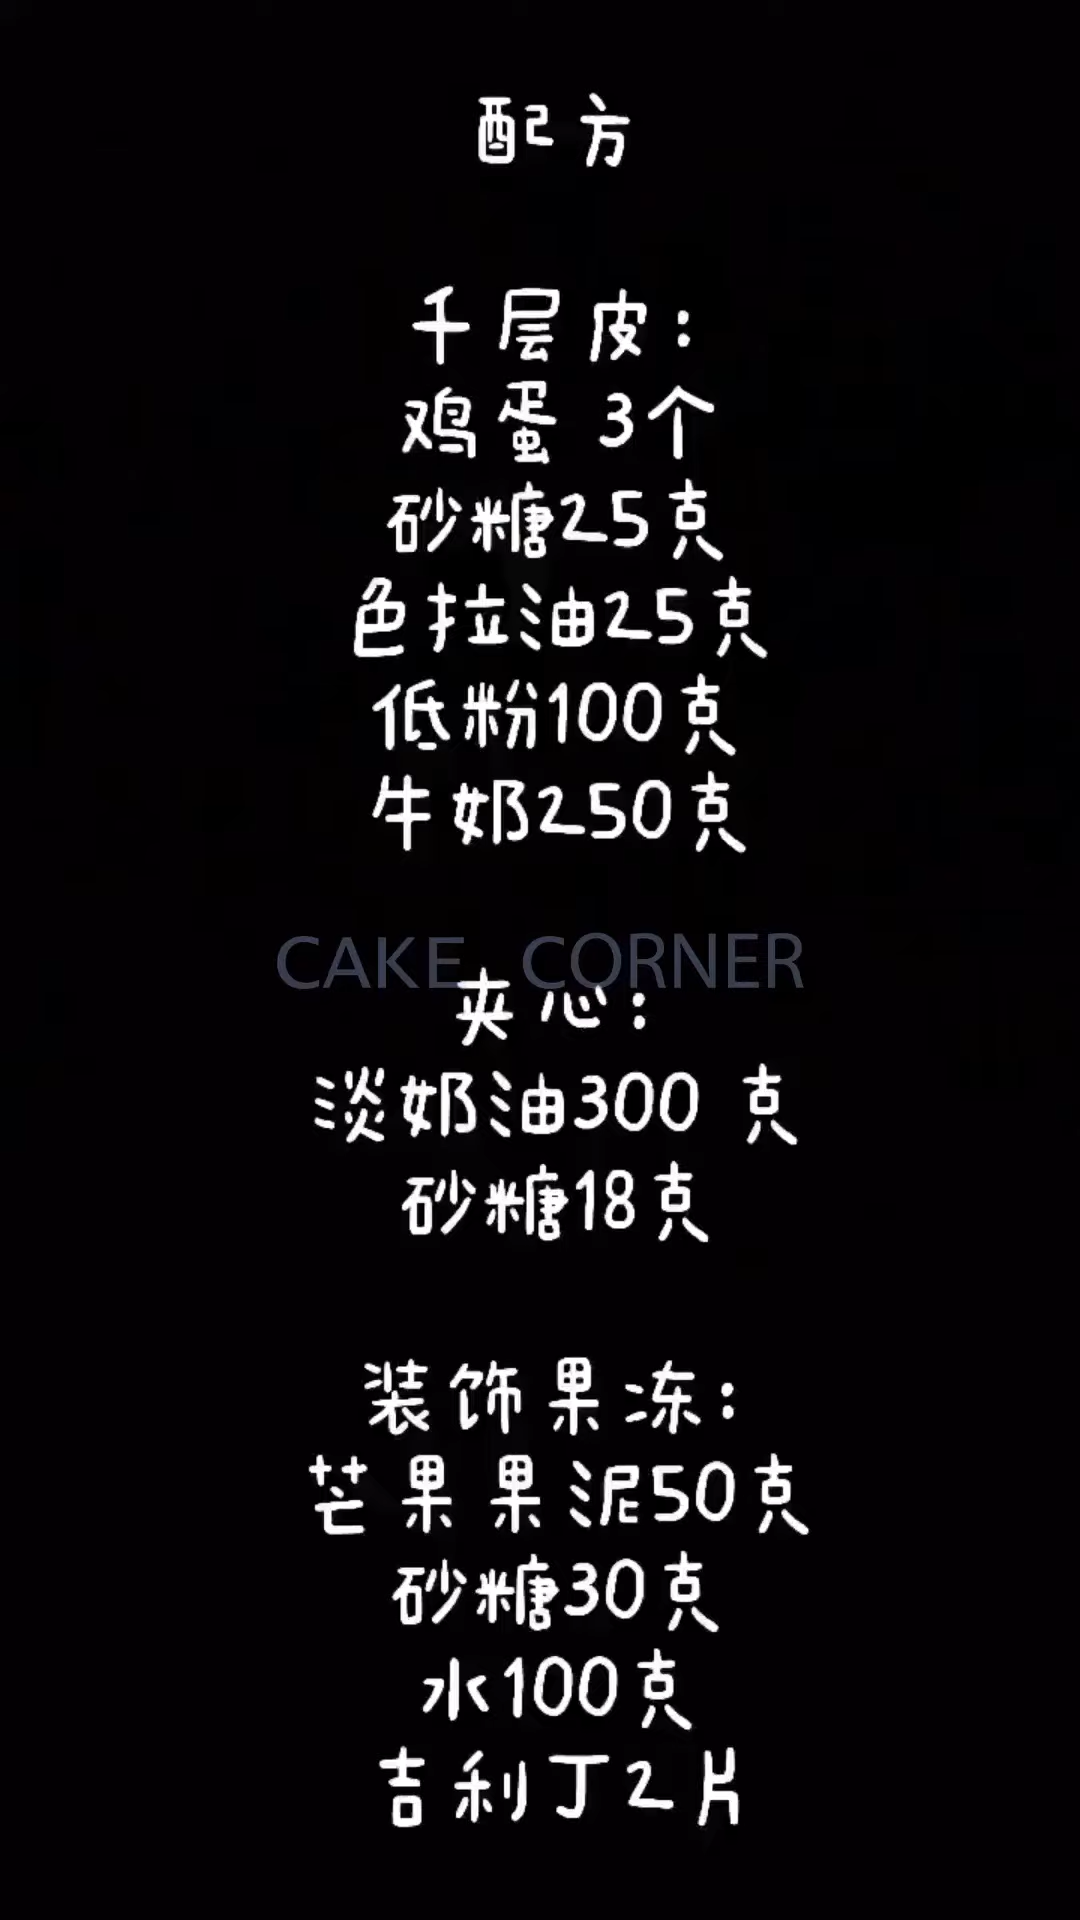 配方
千层皮:
鸡蛋 3个
砂糖25克
色拉油25克
低粉100克
牛奶250克
CAKE CORNER
夹心:
淡奶油300 克
砂糖18克
装饰果冻:
芒果果泥50克
砂糖30克
水100克
吉利丁2片